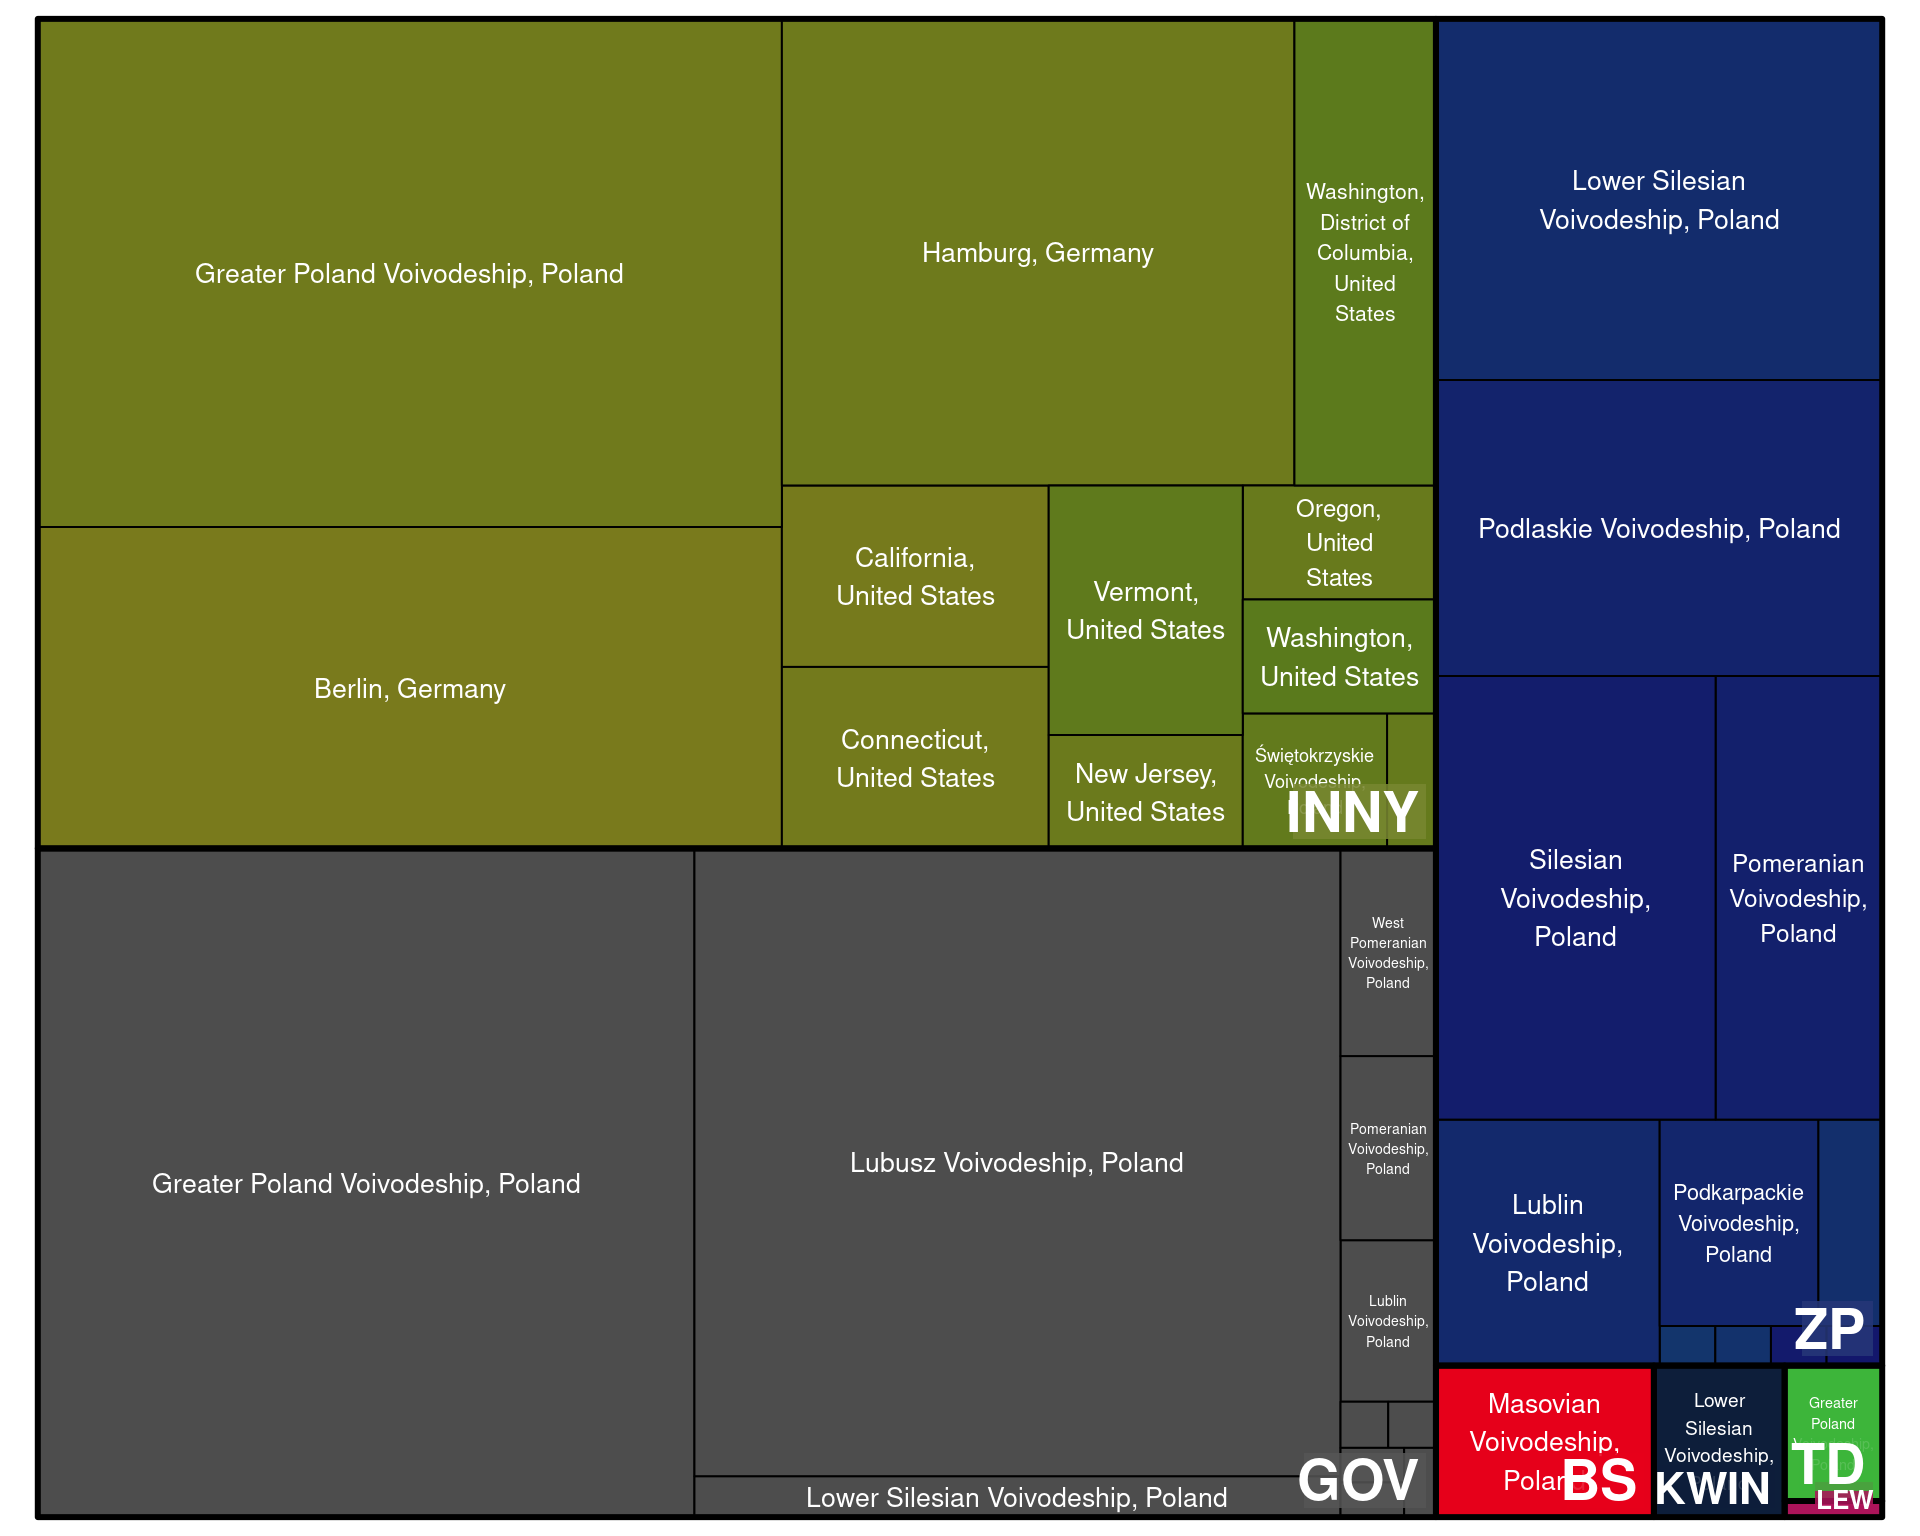 Greater Poland Voivodeship, Poland
Berlin, Germany
Hamburg, Germany
Washington,
District of
Columbia,
United
States
California,
United States
Connecticut,
United States
Vermont,
United States
New Jersey,
United States
Oregon,
United
States
Washington,
United States
Świętokrzyskie
Voivodeship,
INNY
Greater Poland Voivodeship, Poland
Lubusz Voivodeship, Poland
Lower Silesian Voivodeship, Poland
West
Pomeranian
Voivodeship,
Poland
Pomeranian
Voivodeship,
Poland
Lublin
Voivodeship,
Poland
GOV
Lower Silesian
Voivodeship, Poland
Podlaskie Voivodeship, Poland
Silesian
Voivodeship,
Poland
Pomeranian
Voivodeship,
Poland
Lublin
Voivodeship,
Poland
Podkarpackie
Voivodeship,
Poland
ZP
Masovian
Voivodeship,
Poland
BS
Lower
Silesian
Voivodeship,
KWIN
Greater
Poland
TD
LEW